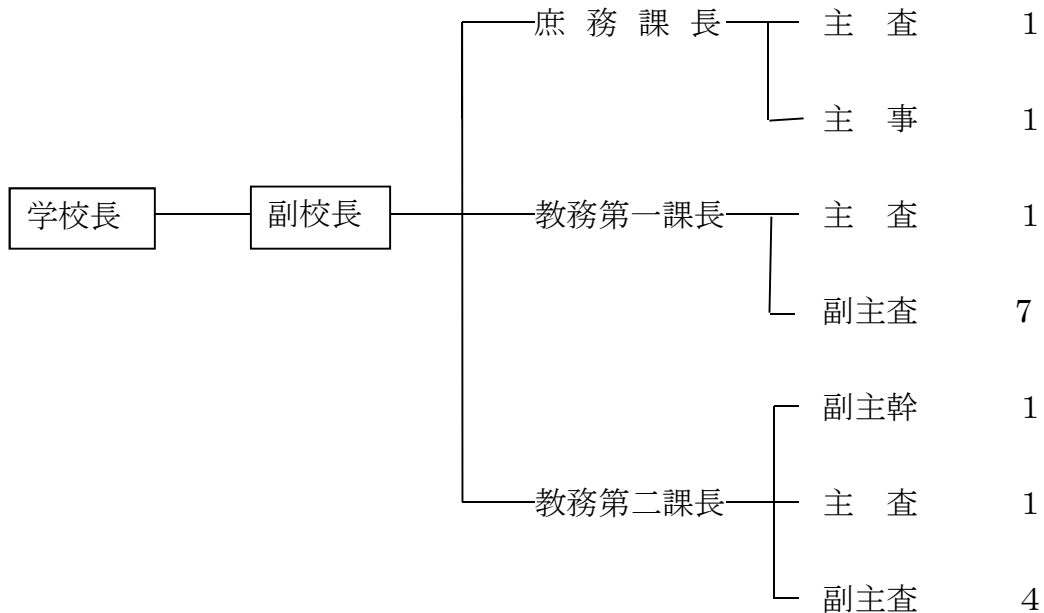 庶務課長 主査 1
主事 1
学校長 副校長 教務第一課長 主査 1
副主査 7
副主幹 1
教務第二課長 主査 1
副主査 4